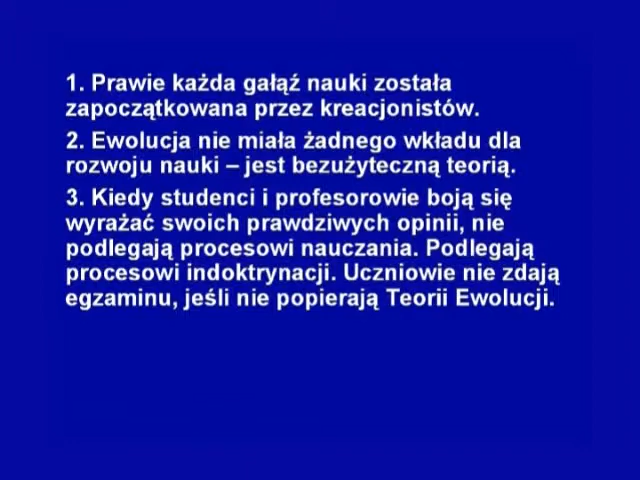 1. Prawie każda gałąź nauki została
zapoczątkowana przez kreacjonistów.
2. Ewolucja nie miała żadnego wkładu dla
rozwoju nauki – jest bezużyteczną teorią.
3. Kiedy studenci i profesorowie boją się
wyrażać swoich prawdziwych opinii, nie
podlegają procesowi nauczania. Podlegają
procesowi indoktrynacji. Uczniowie nie zdają
egzaminu, jeśli nie popierają Teorii Ewolucji.